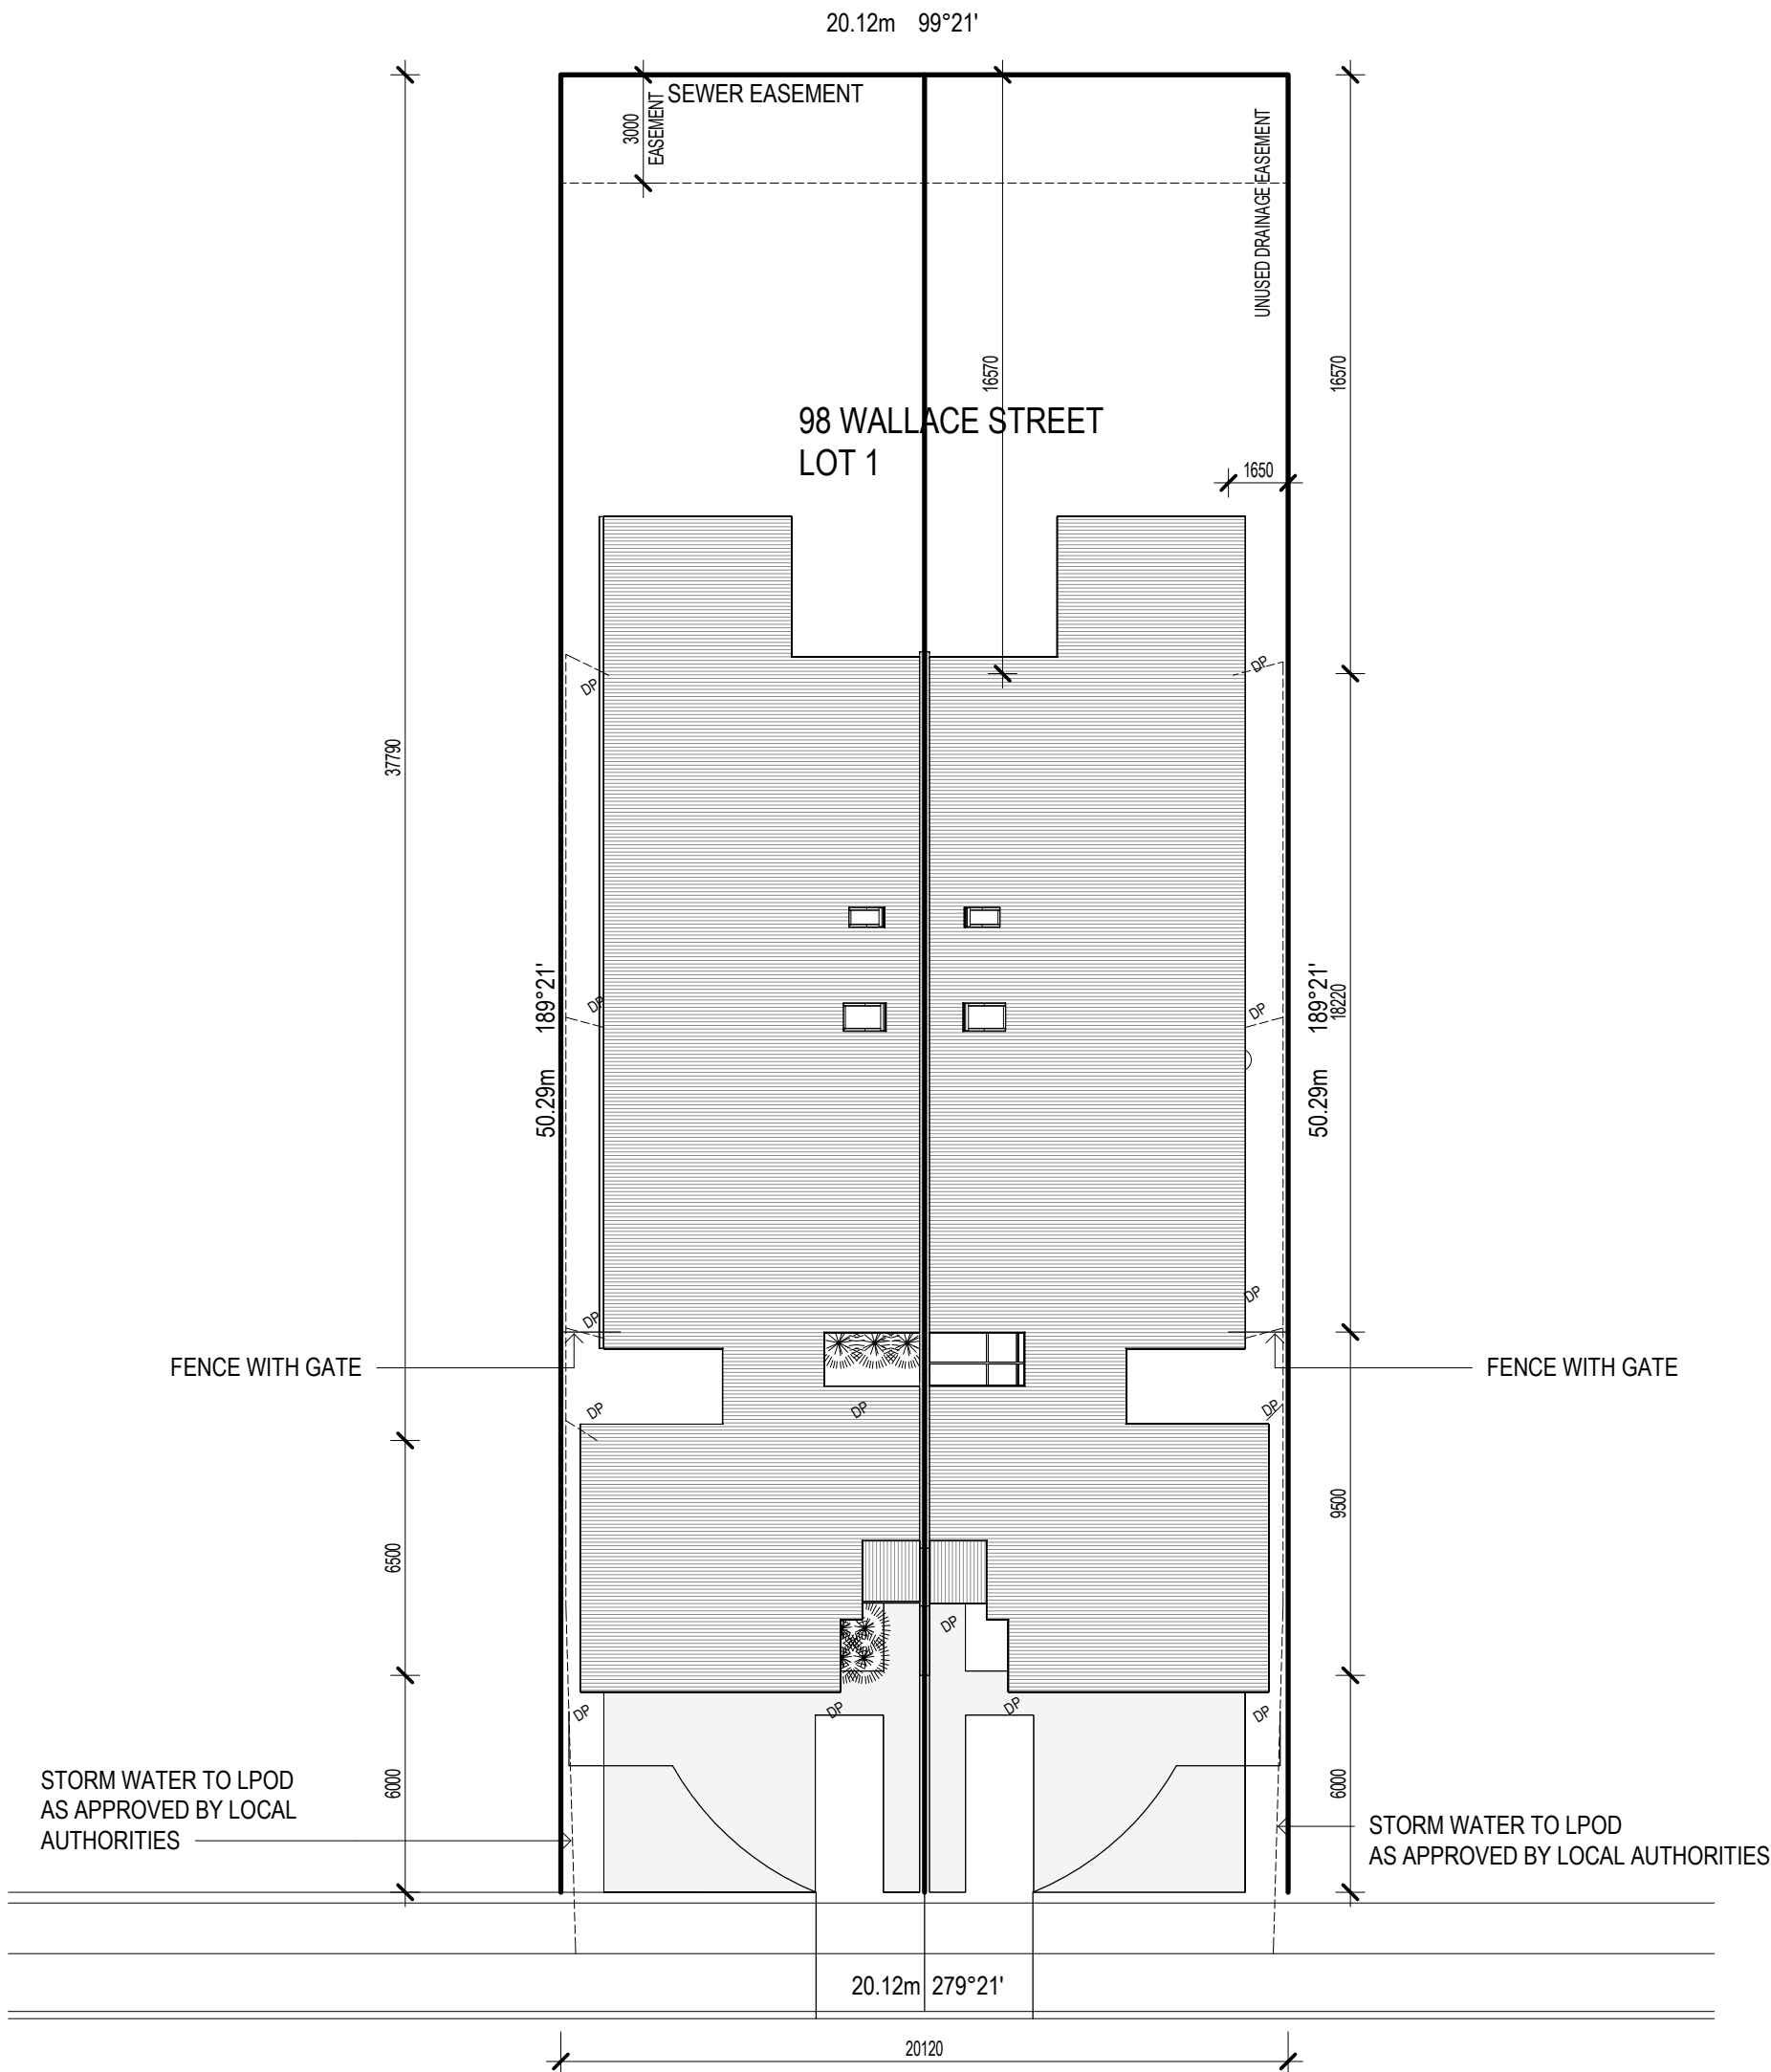 20.12m 99°21'
SEWER EASEMENT
3000
EASEMENT
UNUSED DRAINAGE EASEMENT
16570
16570
98 WALLACE STREET
LOT 1
1650
DP
DP
37790
189°21'
50.29m
DP
DP
189°21'
50.29m
18220
DP
DP
FENCE WITH GATE
FENCE WITH GATE
DP
DP
DP
9500
6500
DP
DP
DP
DP
DP
STORM WATER TO LPOD
AS APPROVED BY LOCAL
AUTHORITIES
6000
6000
STORM WATER TO LPOD
AS APPROVED BY LOCAL AUTHORITIES
20.12m 279°21'
20120